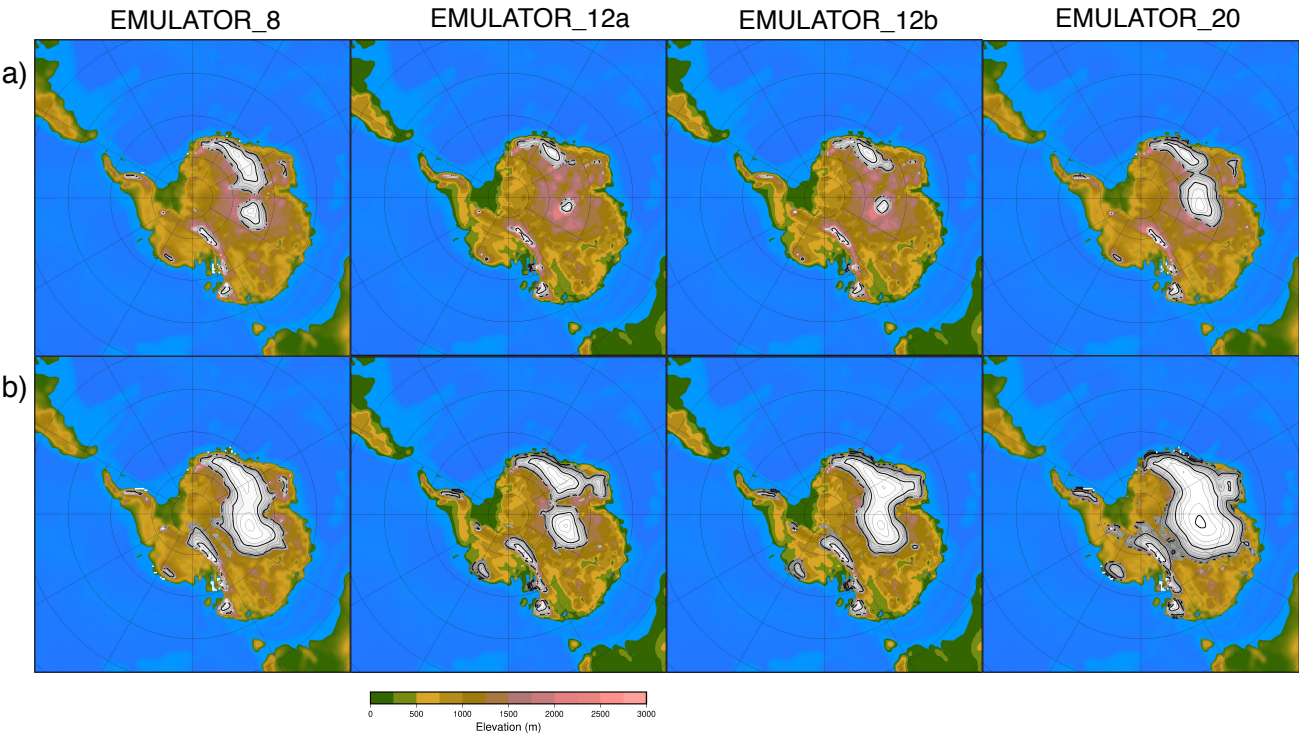 EMULATOR_8 EMULATOR_12a EMULATOR_12b EMULATOR_20
a)
b)
0 500 1000 1500 2000 2500 3000
Elevation (m)